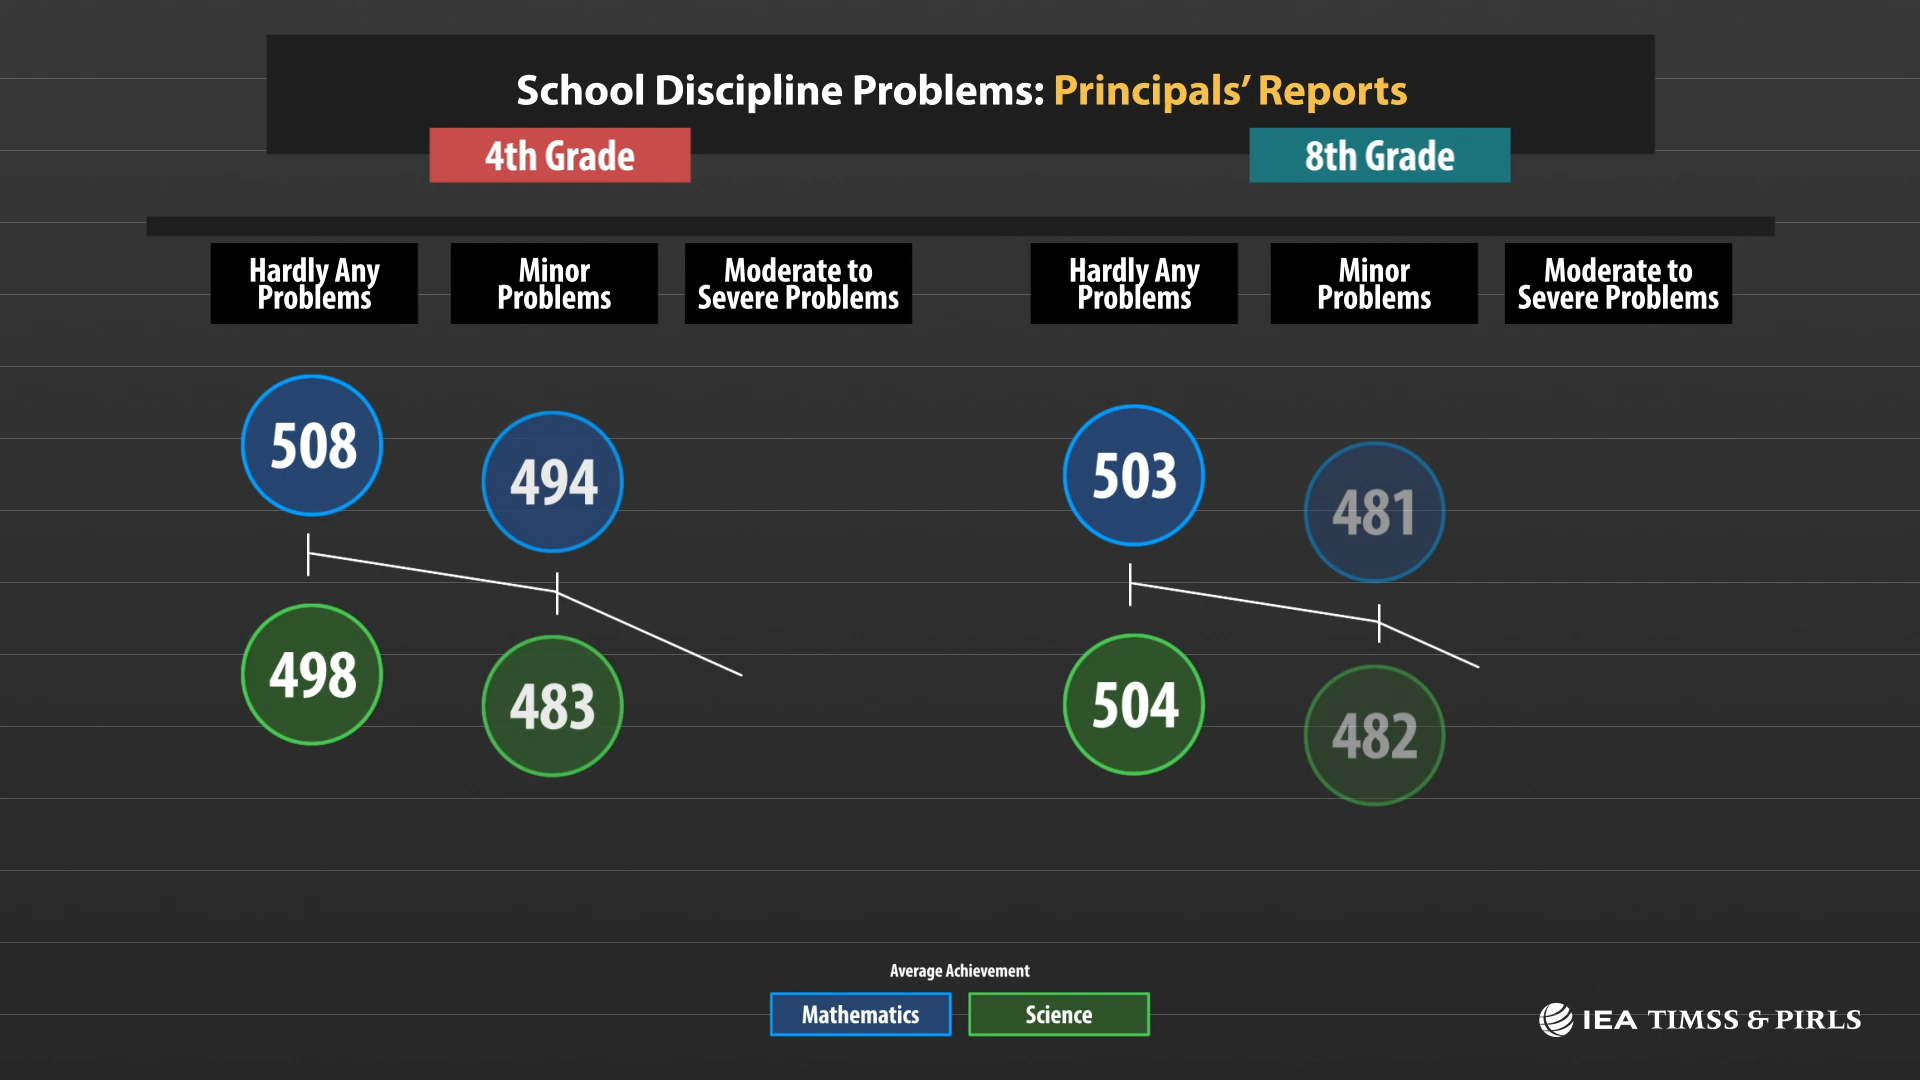 School Discipline Problems: Principals’ Reports
4th Grade
8th Grade
Hardly Any
Problems
Minor
Problems
Moderate to
Severe Problems
Hardly Any
Problems
Minor
Problems
Moderate to
Severe Problems
508
494
498
483
503
481
504
482
Average Achievement
Mathematics
Science
IEA TIMSS & PIRLS